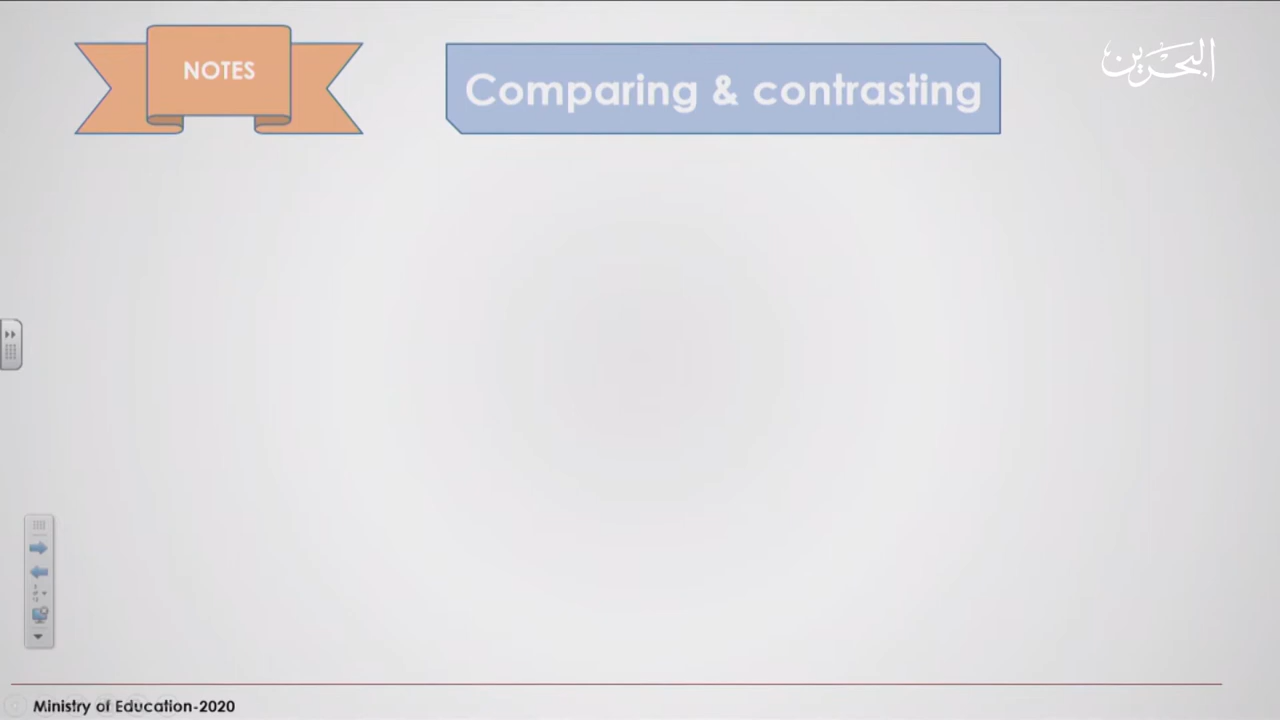 NOTES
Comparing & contrasting
البحرين
Ministry of Education-2020